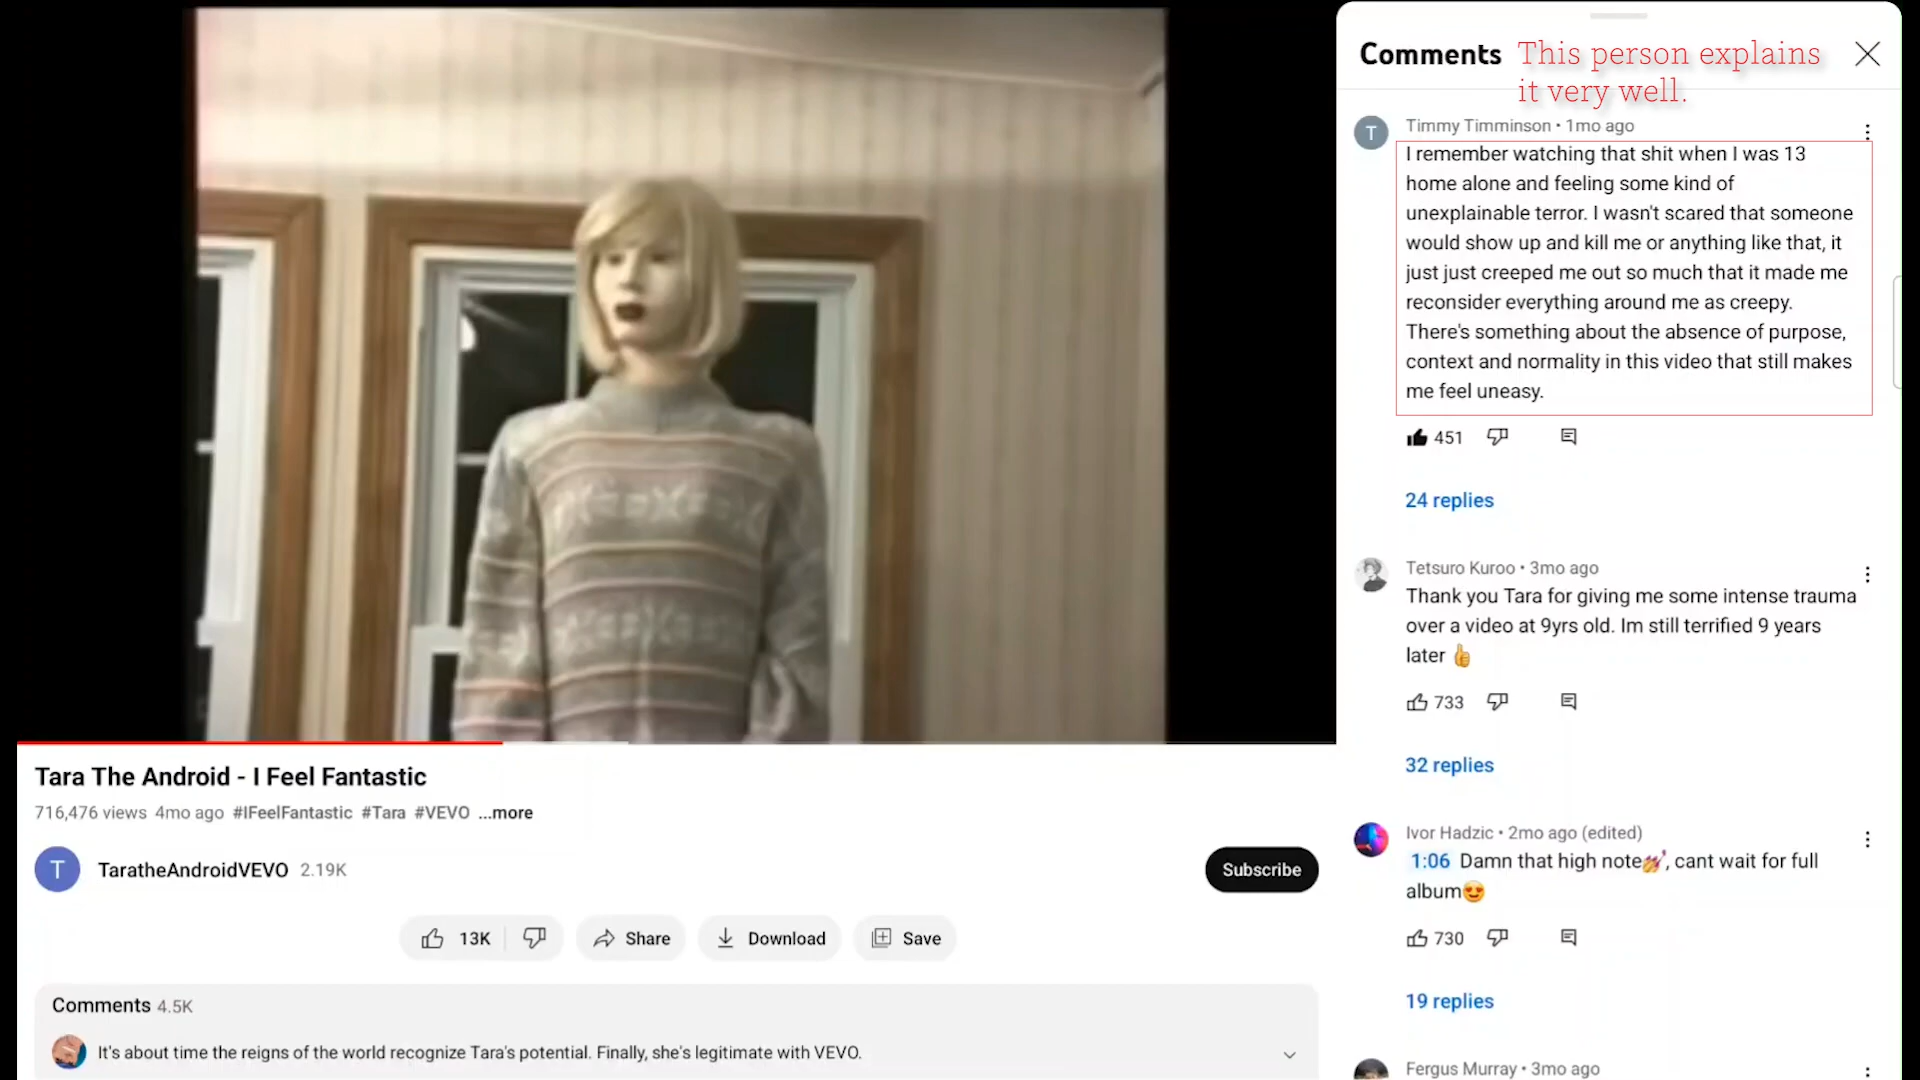 Comments
This person explains
it very well.
T
Timmy Timminson • 1mo ago
I remember watching that shit when I was 13
home alone and feeling some kind of
unexplainable terror. I wasn't scared that someone
would show up and kill me or anything like that, it
just just creeped me out so much that it made me
reconsider everything around me as creepy.
There's something about the absence of purpose,
context and normality in this video that still makes
me feel uneasy.
451
24 replies
Tetsuro Kuroo • 3mo ago
Thank you Tara for giving me some intense trauma
over a video at 9yrs old. Im still terrified 9 years
later 👍
733
32 replies
Ivor Hadzic • 2mo ago (edited)
1:06 Damn that high note💅, cant wait for full
album😍
730
19 replies
Fergus Murray • 3mo ago
Tara The Android - I Feel Fantastic
716,476 views 4mo ago #IFeelFantastic #Tara #VEVO ...more
T
TaratheAndroidVEVO 2.19K
Subscribe
13K
Share
Download
Save
Comments 4.5K
It's about time the reigns of the world recognize Tara's potential. Finally, she's legitimate with VEVO.